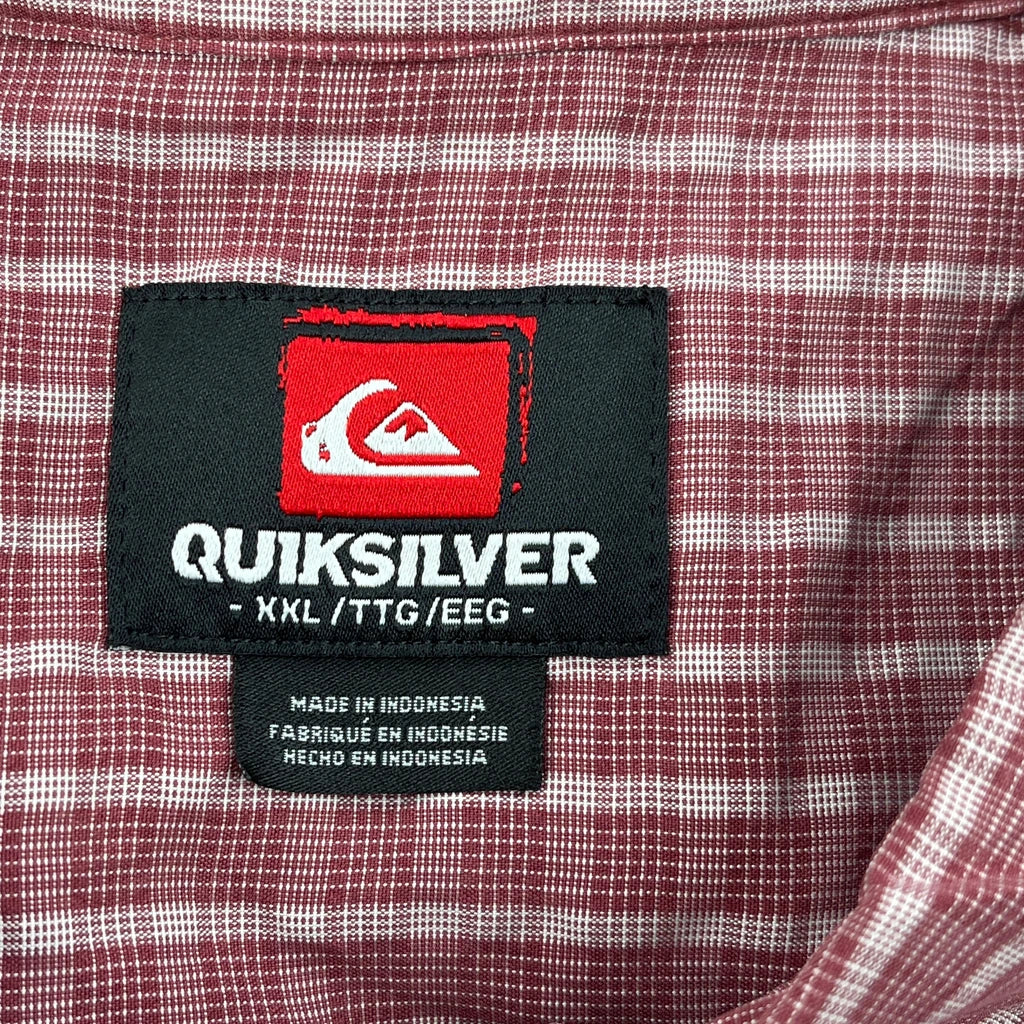 QUIKSILVER
- XXL / TTG / EEG -
MADE IN INDONESIA
FABRIQUÉ EN INDONÉSIE
HECHO EN INDONESIA